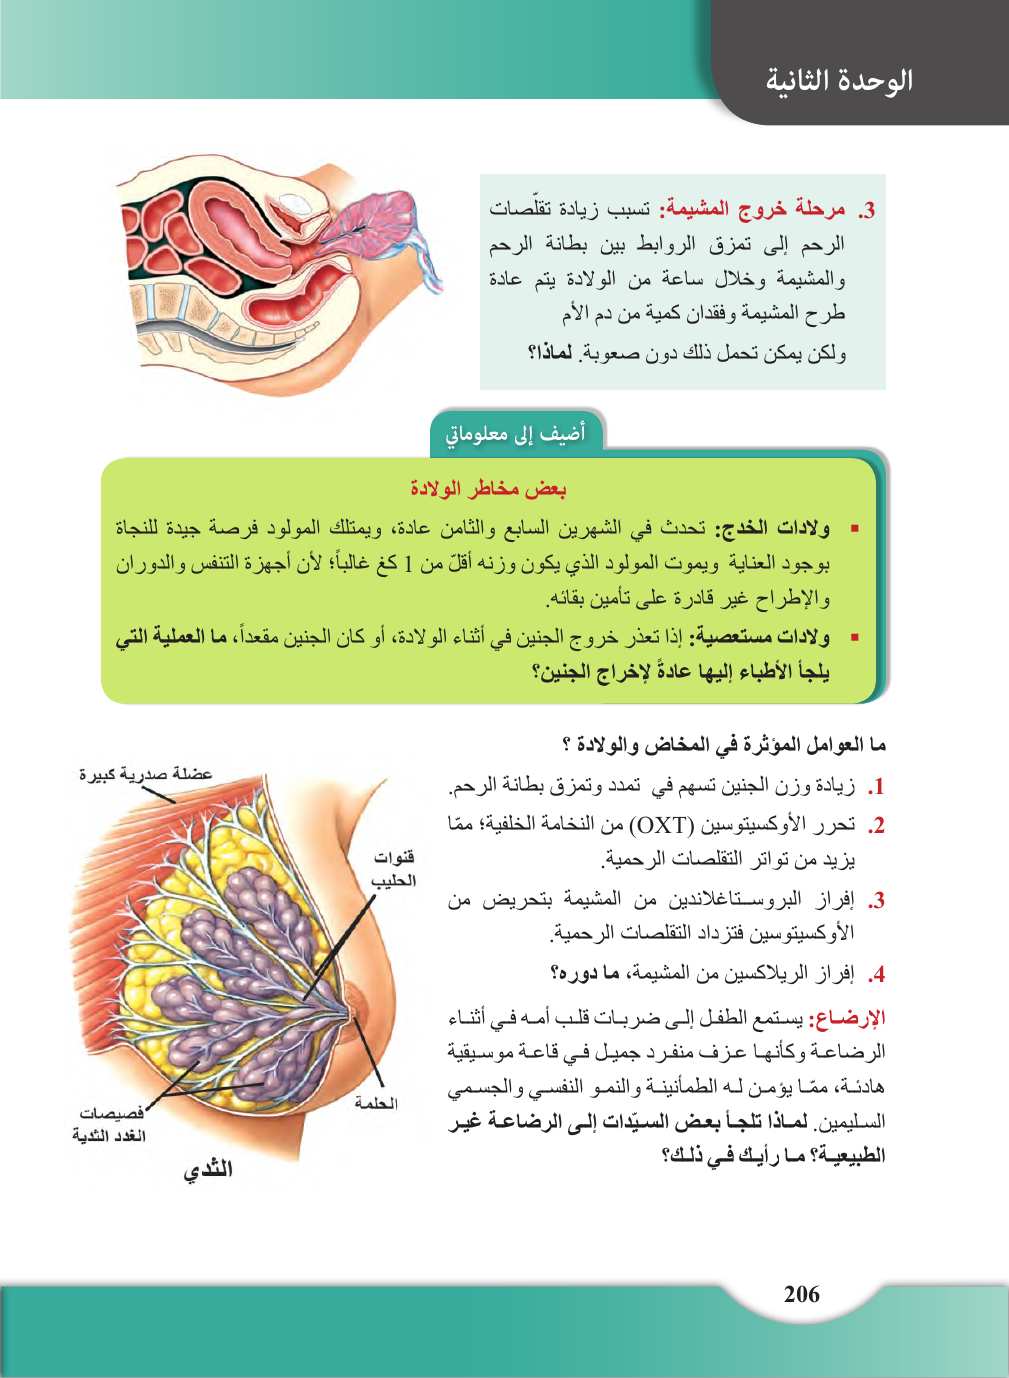 الوحدة الثانية
3. مرحلة خروج المشيمة: تسبب زيادة تقلّصات
الرحم إلى تمزق الروابط بين بطانة الرحم
والمشيمة وخلال ساعة من الولادة يتم عادة
طرح المشيمة وفقدان كمية من دم الأم
ولكن يمكن تحمل ذلك دون صعوبة. لماذا؟
أضيف إلى معلوماتي
بعض مخاطر الولادة
▪ ولادات الخدج: تحدث في الشهرين السابع والثامن عادة، ويمتلك المولود فرصة جيدة للنجاة
بوجود العناية ويموت المولود الذي يكون وزنه أقلّ من 1 كغ غالباً؛ لأن أجهزة التنفس والدوران
والإطراح غير قادرة على تأمين بقائه.
▪ ولادات مستعصية: إذا تعذر خروج الجنين في أثناء الولادة، أو كان الجنين مقعداً، ما العملية التي
يلجأ الأطباء إليها عادةً لإخراج الجنين؟
ما العوامل المؤثرة في المخاض والولادة ؟
1. زيادة وزن الجنين تسهم في تمدد وتمزق بطانة الرحم.
2. تحرر الأوكسيتوسين (OXT) من النخامة الخلفية؛ ممّا
يزيد من تواتر التقلصات الرحمية.
3. إفراز البروستاغلاندين من المشيمة بتحريض من
الأوكسيتوسين فتزداد التقلصات الرحمية.
4. إفراز الريلاكسين من المشيمة، ما دوره؟
الإرضاع: يستمع الطفل إلى ضربات قلب أمه في أثناء
الرضاعة وكأنها عزف منفرد جميل في قاعة موسيقية
هادئة، ممّا يؤمن له الطمأنينة والنمو النفسي والجسمي
السليمين. لماذا تلجأ بعض السيّدات إلى الرضاعة غير
الطبيعية؟ ما رأيك في ذلك؟
عضلة صدرية كبيرة
قنوات
الحليب
الحلمة
فصيصات
الغدد الثدية
الثدي
206